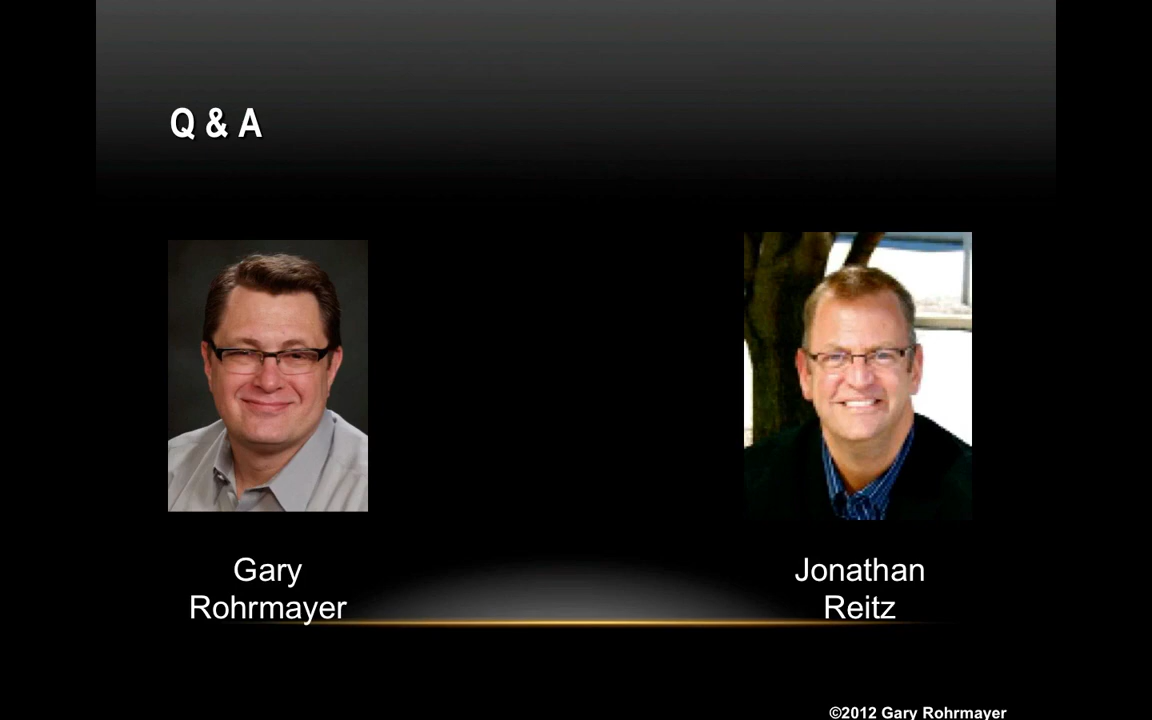 Q & A
Gary
Rohrmayer
Jonathan
Reitz
©2012 Gary Rohrmayer